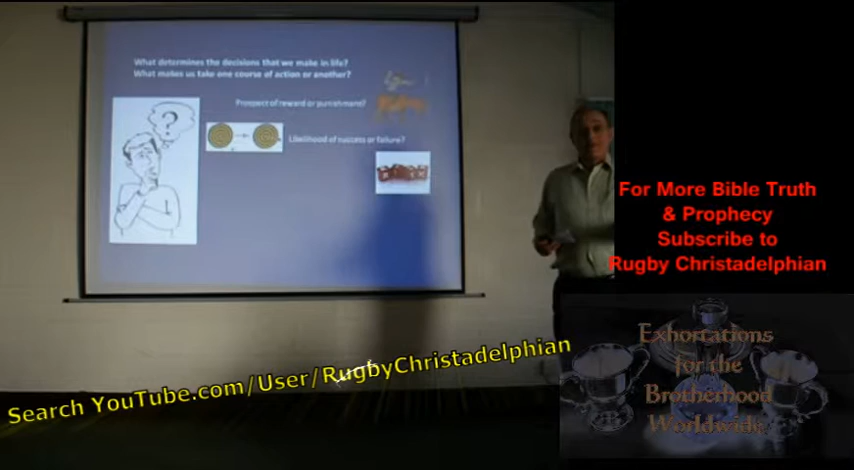 What determines the decisions that we make in life?
What makes us take one course of action or another?
Prospect of reward or punishment?
?
Likelihood of success or failure?
For More Bible Truth
& Prophecy
Subscribe to
Rugby Christadelphian
Exhortations
for the
Brotherhood
Worldwide
Search YouTube.com/User/RugbyChristadelphian